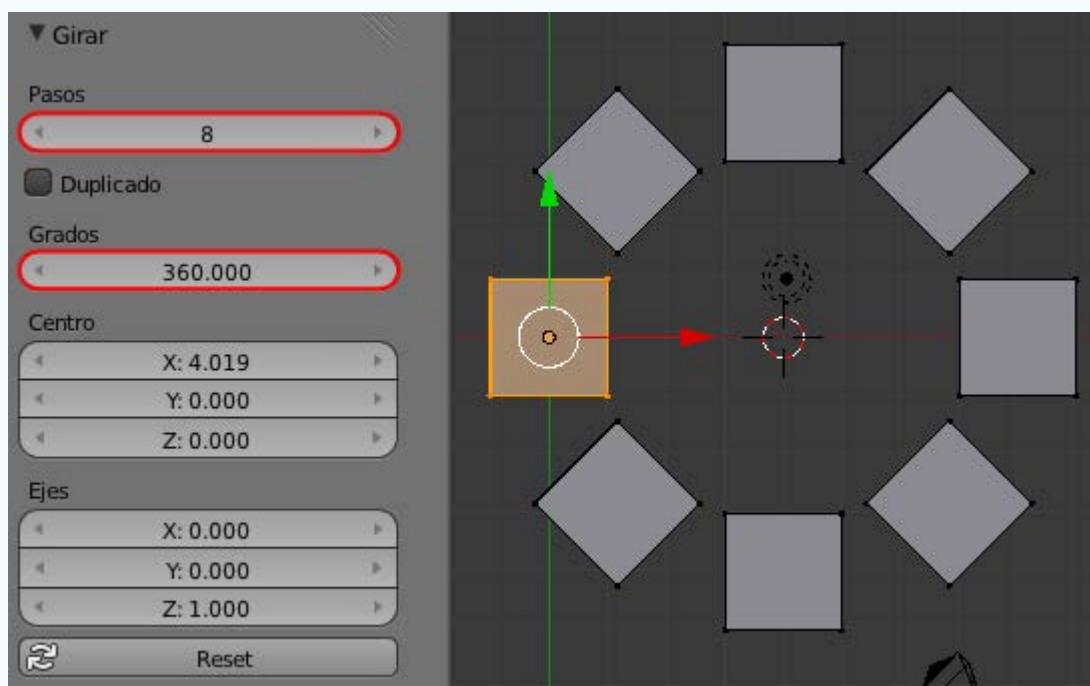 Girar
Pasos
8
Duplicado
Grados
360.000
Centro
X: 4.019
Y: 0.000
Z: 0.000
Ejes
X: 0.000
Y: 0.000
Z: 1.000
Reset